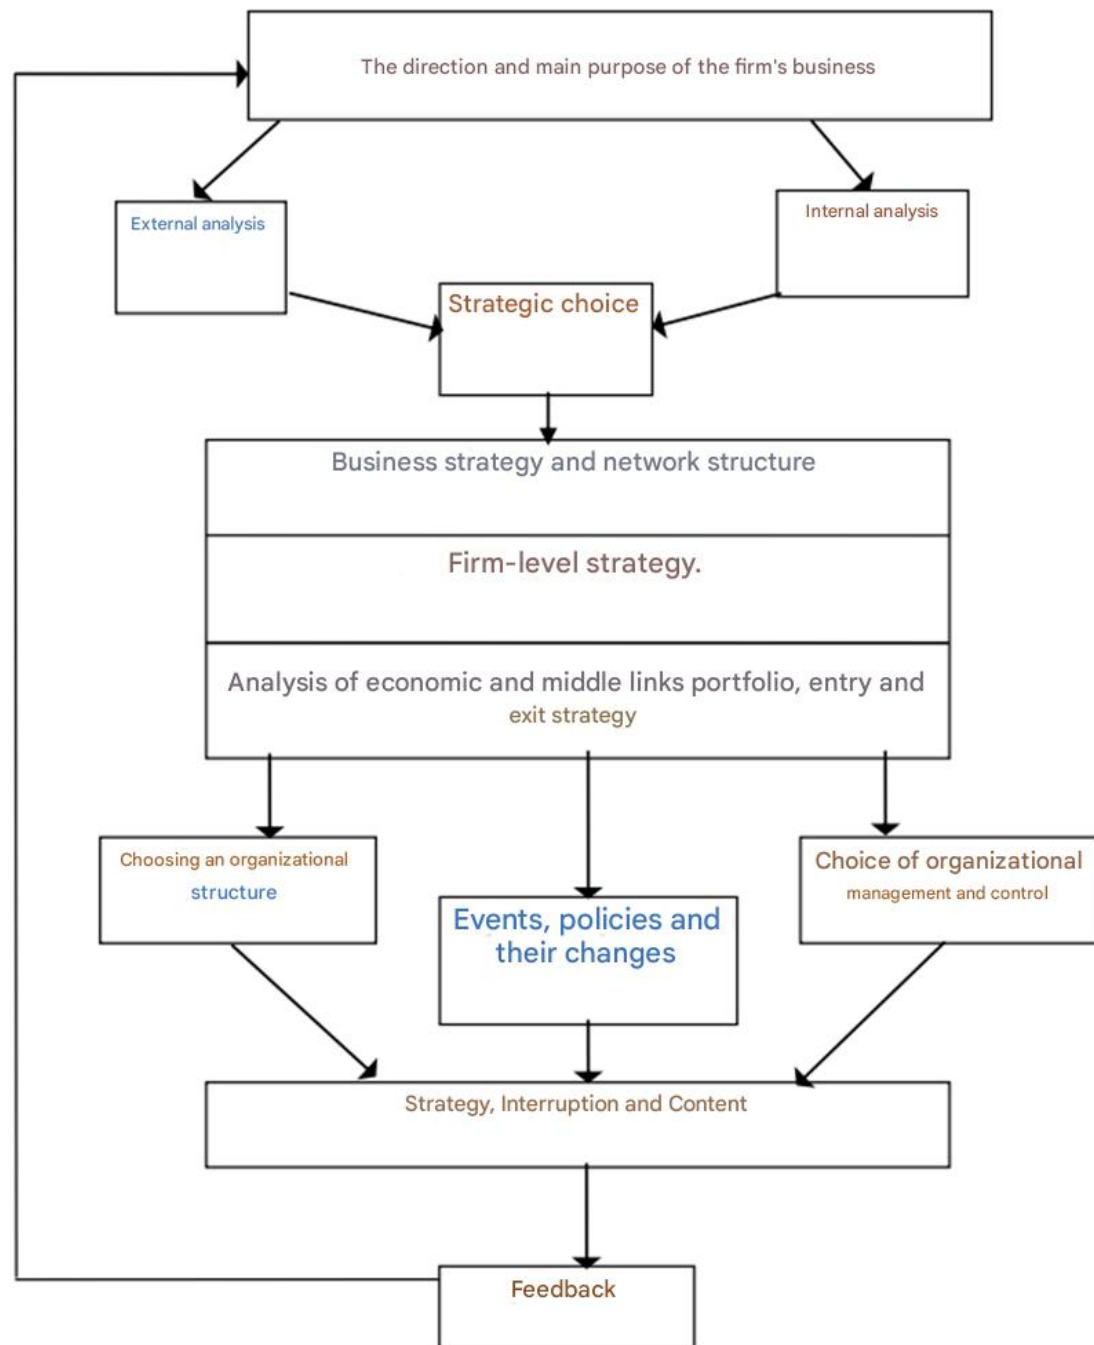 The direction and main purpose of the firm's business
External analysis
Internal analysis
Strategic choice
Business strategy and network structure
Firm-level strategy.
Analysis of economic and middle links portfolio, entry and
exit strategy
Choosing an organizational
structure
Events, policies and
their changes
Choice of organizational
management and control
Strategy, Interruption and Content
Feedback